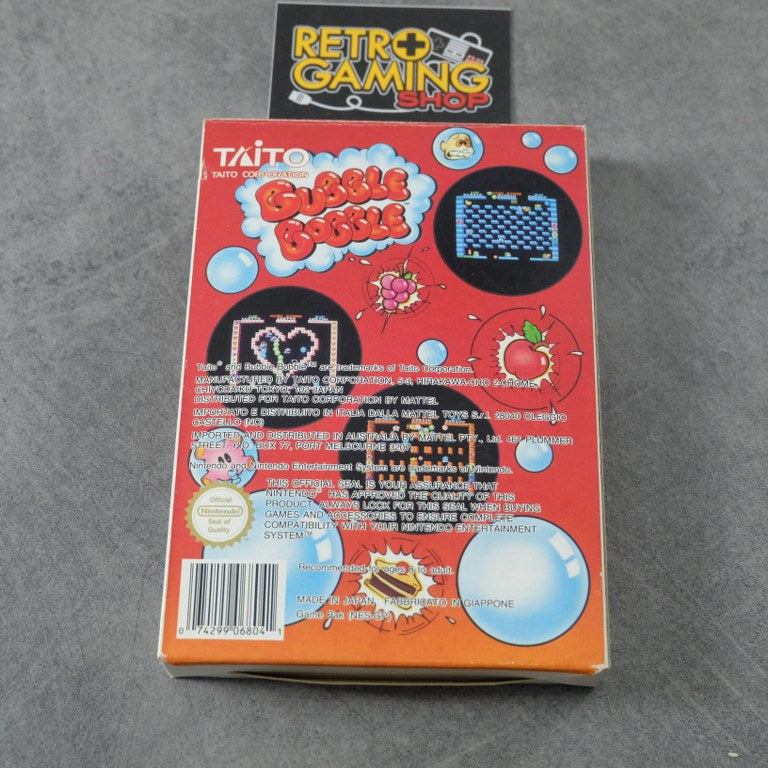 RETRO
GAMING
SHOP
TAITO
TAITO CORPORATION
BUBBLE
BOBBLE™
Taito® and Bubble Bobble™ are trademarks of Taito Corporation.
MANUFACTURED BY TAITO CORPORATION, 5-3, HIRAKAWA-CHO 2-CHOME,
CHIYODA-KU TOKYO, 102 JAPAN
DISTRIBUTED FOR TAITO CORPORATION BY MATTEL
IMPORTATO E DISTRIBUITO IN ITALIA DALLA MATTEL TOYS S.r.l. 28040 OLEGGIO
CASTELLO (NO)
IMPORTED AND DISTRIBUTED IN AUSTRALIA BY MATTEL PTY., Ltd. 461 PLUMMER
STREET, P.O. BOX 77, PORT MELBOURNE 3207
Nintendo and Nintendo Entertainment System are trademarks of Nintendo.
THIS OFFICIAL SEAL IS YOUR ASSURANCE THAT
NINTENDO® HAS APPROVED THE QUALITY OF THIS
PRODUCT. ALWAYS LOOK FOR THIS SEAL WHEN BUYING
GAMES AND ACCESSORIES TO ENSURE COMPLETE
COMPATIBILITY WITH YOUR NINTENDO ENTERTAINMENT
SYSTEM™
Official
Nintendo
Seal of
Quality
Recommended for ages 8 to adult.
MADE IN JAPAN FABBRICATO IN GIAPPONE
Game Pak (NES-GP)
0 74299 06804 1